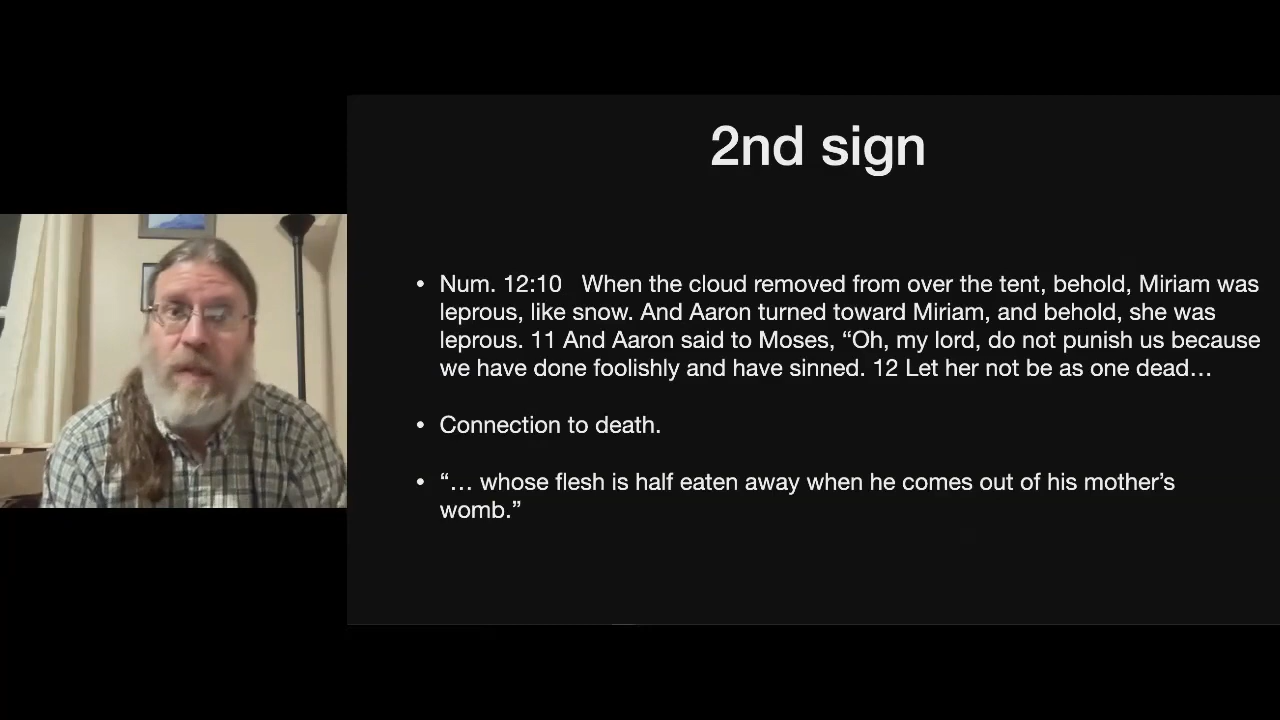 2nd sign
• Num. 12:10   When the cloud removed from over the tent, behold, Miriam was
leprous, like snow. And Aaron turned toward Miriam, and behold, she was
leprous. 11 And Aaron said to Moses, “Oh, my lord, do not punish us because
we have done foolishly and have sinned. 12 Let her not be as one dead…
• Connection to death.
• “… whose flesh is half eaten away when he comes out of his mother’s
womb.”